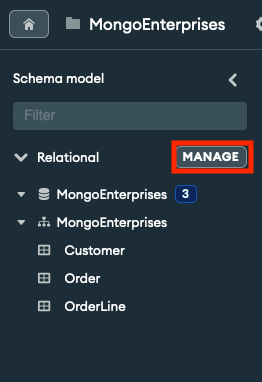 MongoEnterprises
Schema model
Filter
Relational MANAGE
MongoEnterprises 3
MongoEnterprises
Customer
Order
OrderLine